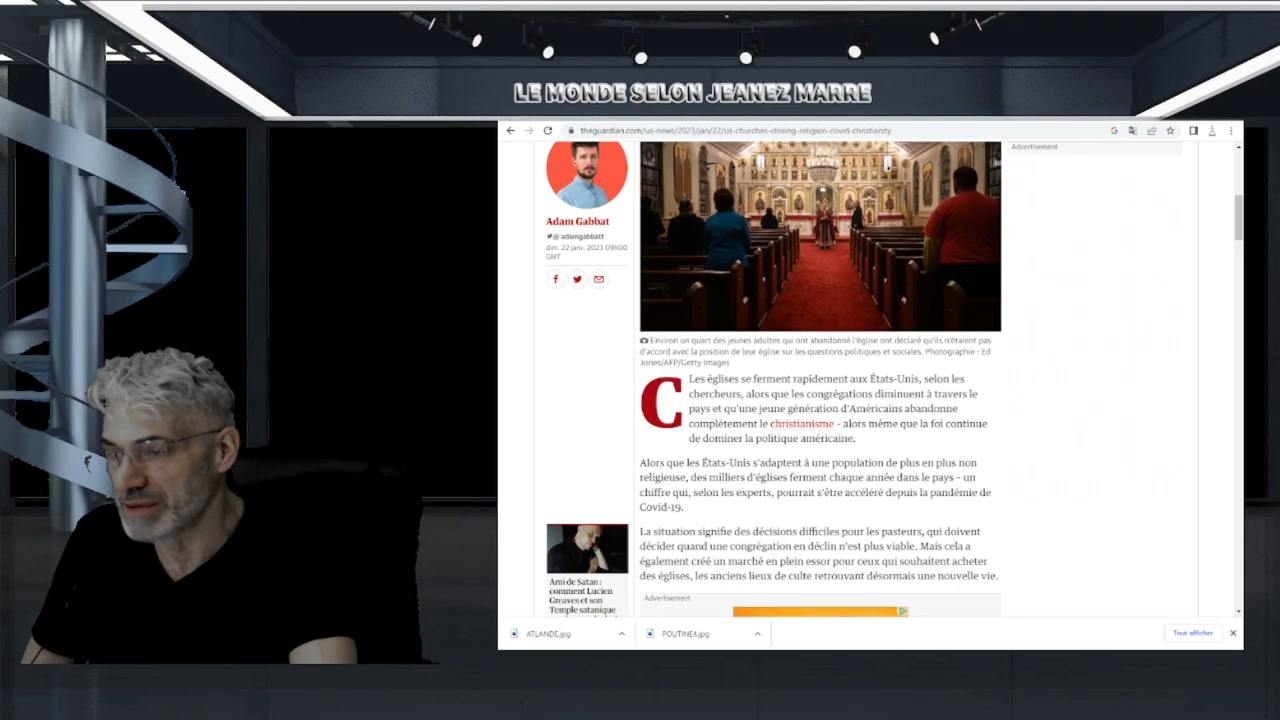 LE MONDE SELON JEANEZ MARRE
theguardian.com/us-news/2023/jan/22/us-churches-closing-religion-covid-christianity
Advertisement
Adam Gabbat
@ adamgabbatt
dim. 22 janv. 2023 09h00
GMT
Environ un quart des jeunes adultes qui ont abandonné l'église ont déclaré qu'ils n'étaient pas
d'accord avec la position de leur église sur les questions politiques et sociales. Photographie : Ed
Jones/AFP/Getty Images
C Les églises se ferment rapidement aux États-Unis, selon les
chercheurs, alors que les congrégations diminuent à travers le
pays et qu'une jeune génération d'Américains abandonne
complètement le christianisme - alors même que la foi continue
de dominer la politique américaine.
Alors que les États-Unis s'adaptent à une population de plus en plus non
religieuse, des milliers d'églises ferment chaque année dans le pays - un
chiffre qui, selon les experts, pourrait s'être accéléré depuis la pandémie de
Covid-19.
La situation signifie des décisions difficiles pour les pasteurs, qui doivent
décider quand une congrégation en déclin n'est plus viable. Mais cela a
également créé un marché en plein essor pour ceux qui souhaitent acheter
des églises, les anciens lieux de culte retrouvant désormais une nouvelle vie.
Ami de Satan :
comment Lucien
Greaves et son
Temple satanique
Advertisement
ATLANDE.jpg
POUTINE4.jpg
Tout afficher